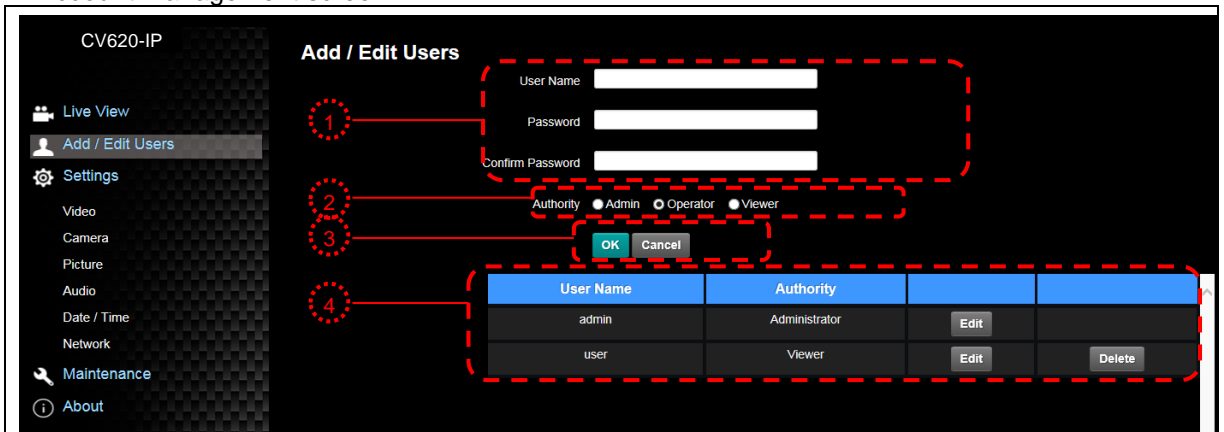 CV620-IP
Live View
Add / Edit Users
Settings
Video
Camera
Picture
Audio
Date / Time
Network
Maintenance
About
Add / Edit Users
1
User Name
Password
Confirm Password
2
Authority Admin Operator Viewer
3
OK Cancel
4
User Name Authority
admin Administrator Edit
user Viewer Edit Delete